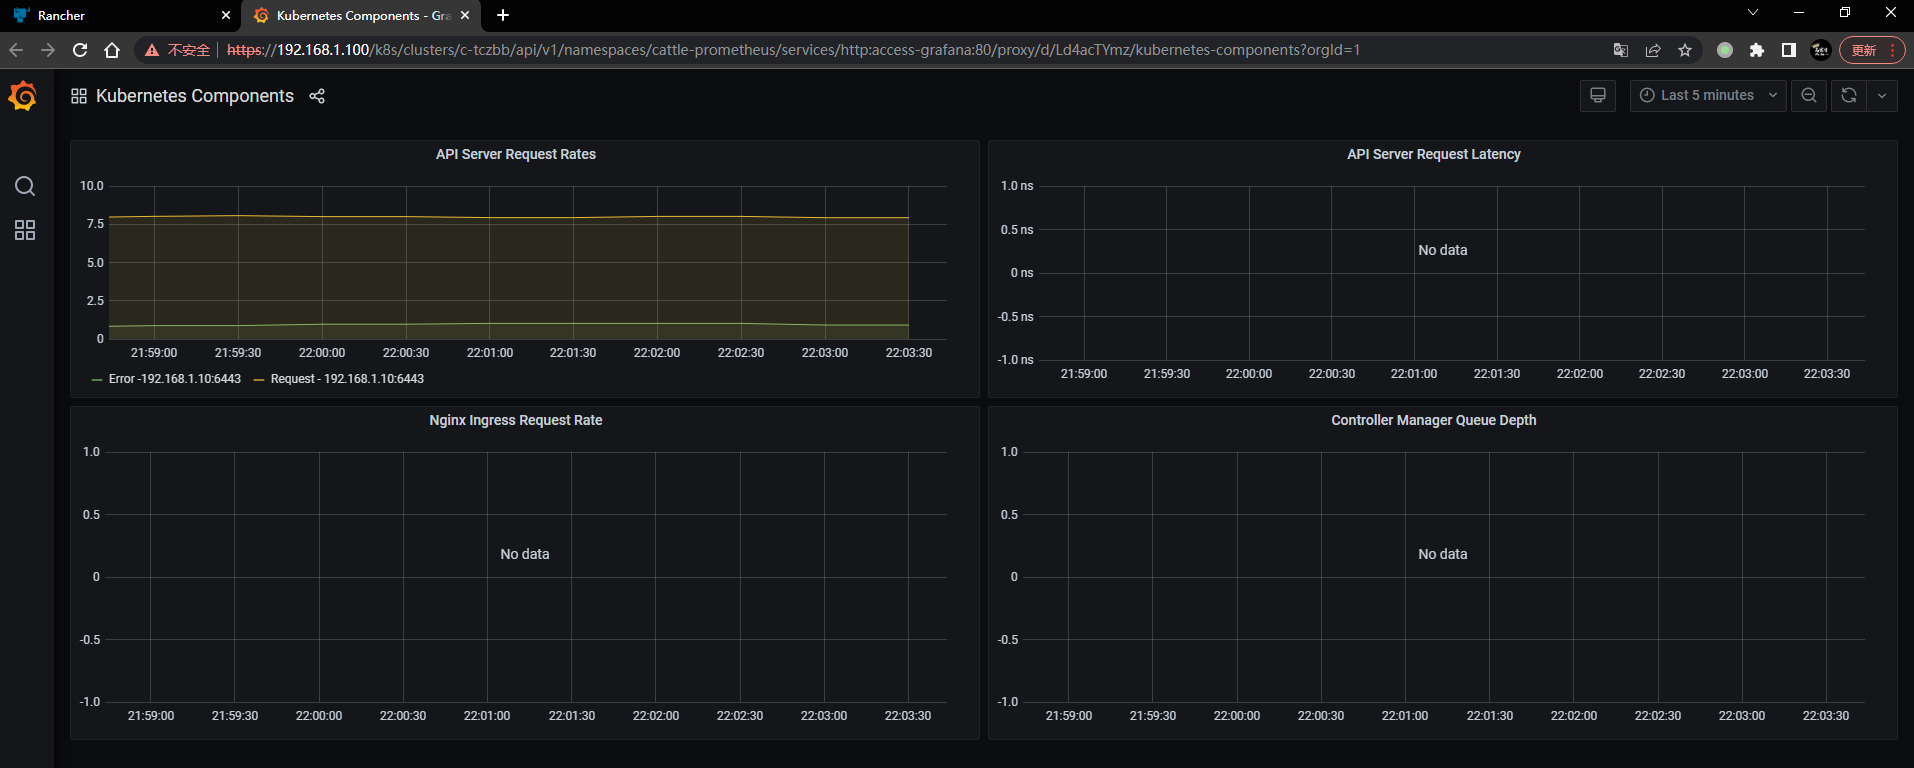 Rancher
Kubernetes Components - Gra
不安全
https://192.168.1.100/k8s/clusters/c-tczbb/api/v1/namespaces/cattle-prometheus/services/http:access-grafana:80/proxy/d/Ld4acTYmz/kubernetes-components?orgId=1
更新
Kubernetes Components
Last 5 minutes
API Server Request Rates
10.0
7.5
5.0
2.5
0
21:59:00 21:59:30 22:00:00 22:00:30 22:01:00 22:01:30 22:02:00 22:02:30 22:03:00 22:03:30
Error -192.168.1.10:6443 Request - 192.168.1.10:6443
API Server Request Latency
1.0 ns
0.5 ns
No data
0 ns
-0.5 ns
-1.0 ns
21:59:00 21:59:30 22:00:00 22:00:30 22:01:00 22:01:30 22:02:00 22:02:30 22:03:00 22:03:30
Nginx Ingress Request Rate
1.0
0.5
No data
0
-0.5
-1.0
21:59:00 21:59:30 22:00:00 22:00:30 22:01:00 22:01:30 22:02:00 22:02:30 22:03:00 22:03:30
Controller Manager Queue Depth
1.0
0.5
No data
0
-0.5
-1.0
21:59:00 21:59:30 22:00:00 22:00:30 22:01:00 22:01:30 22:02:00 22:02:30 22:03:00 22:03:30